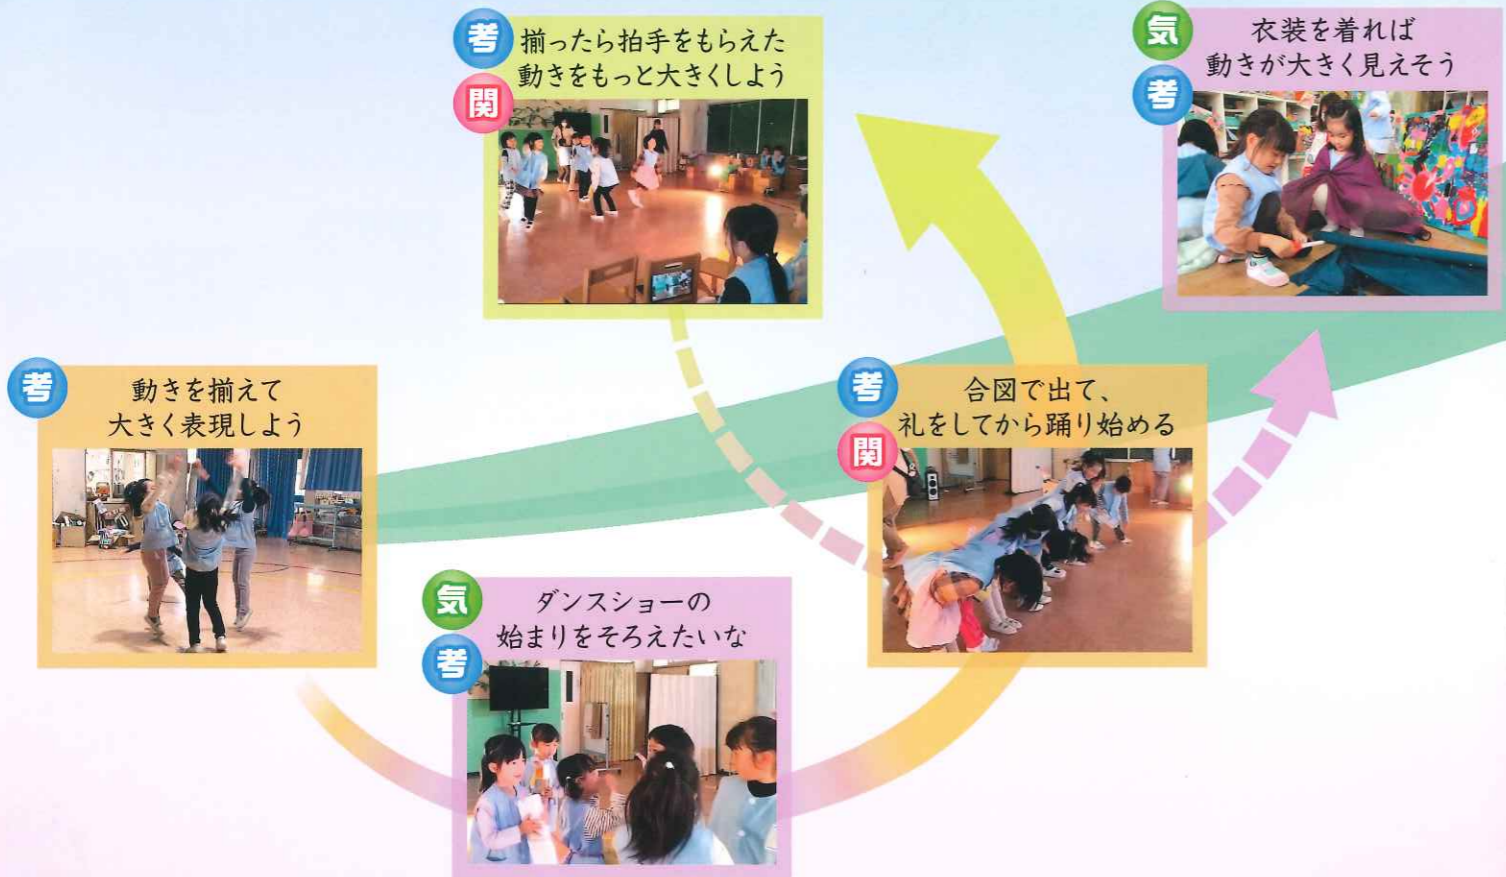 考
関
揃ったら拍手をもらえた
動きをもっと大きくしよう
気
考
衣装を着れば
動きが大きく見えそう
考
動きを揃えて
大きく表現しよう
考
関
合図で出て、
礼をしてから踊り始める
気
考
ダンスショーの
始まりをそろえたいな